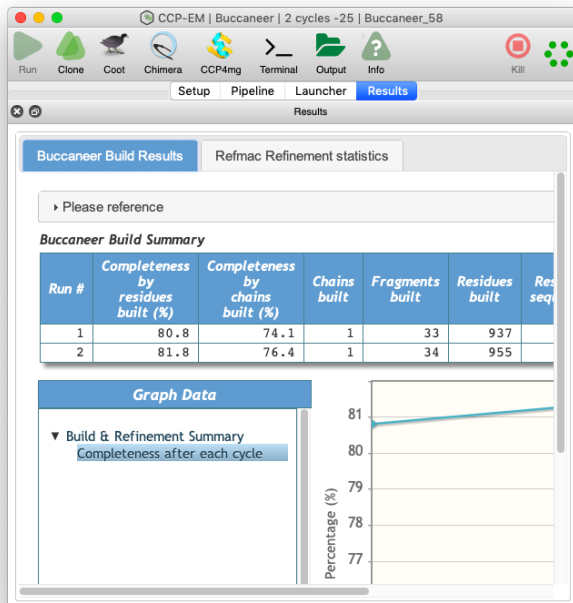 CCP-EM | Buccaneer | 2 cycles -25 | Buccaneer_58
Run Clone Coot Chimera CCP4mg Terminal Output Info Kill
Setup Pipeline Launcher Results
Results
Buccaneer Build Results Refmac Refinement statistics
Please reference
Buccaneer Build Summary
Run # Completeness by residues built (%) Completeness by chains built (%) Chains built Fragments built Residues built
1 80.8 74.1 1 33 937
2 81.8 76.4 1 34 955
Graph Data
Build & Refinement Summary
Completeness after each cycle
81
80
79
78
77
Percentage (%)